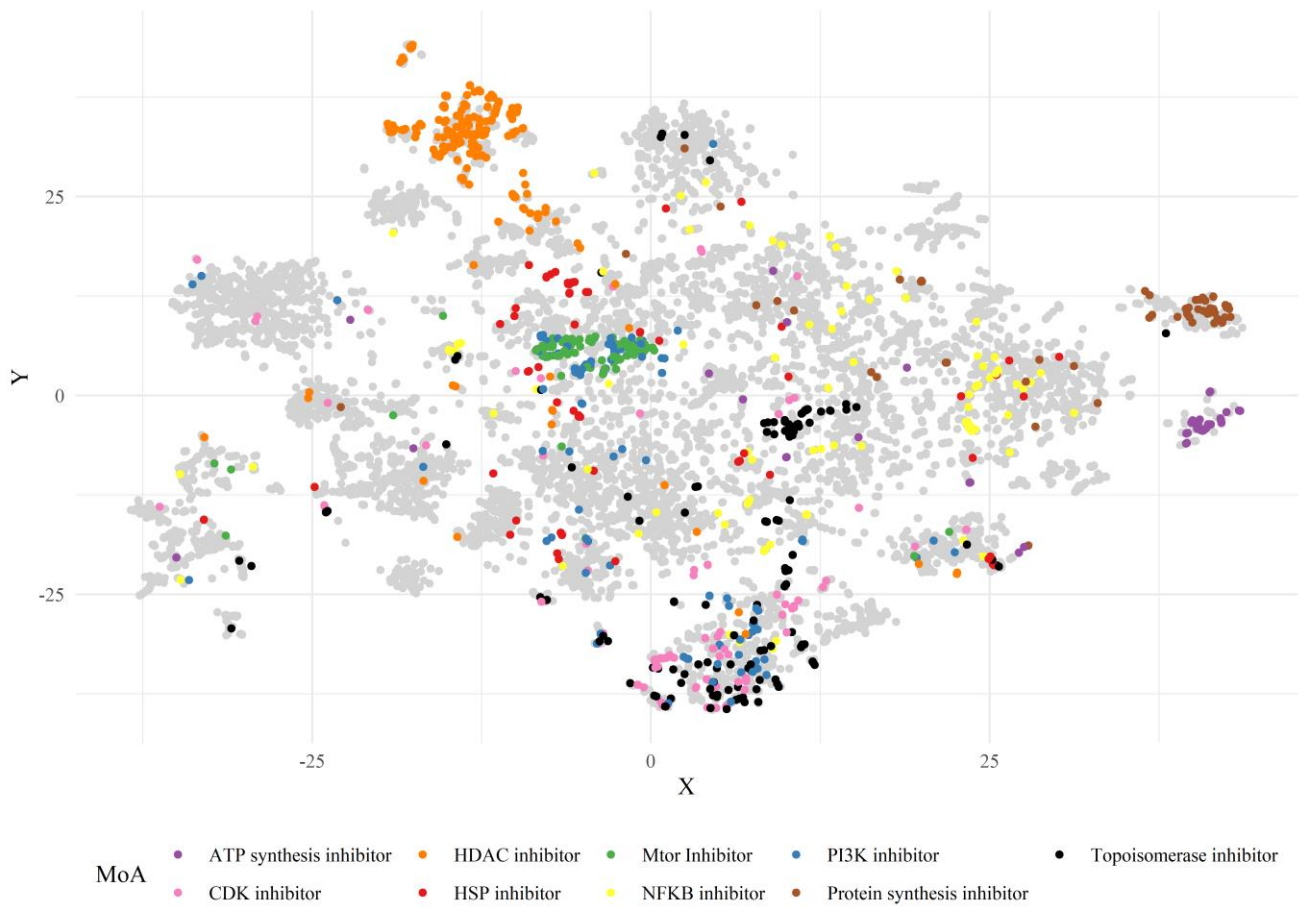 25
0
-25
Y
-25 0 25
X
MoA
ATP synthesis inhibitor HDAC inhibitor Mtor Inhibitor PI3K inhibitor Topoisomerase inhibitor
CDK inhibitor HSP inhibitor NFKB inhibitor Protein synthesis inhibitor